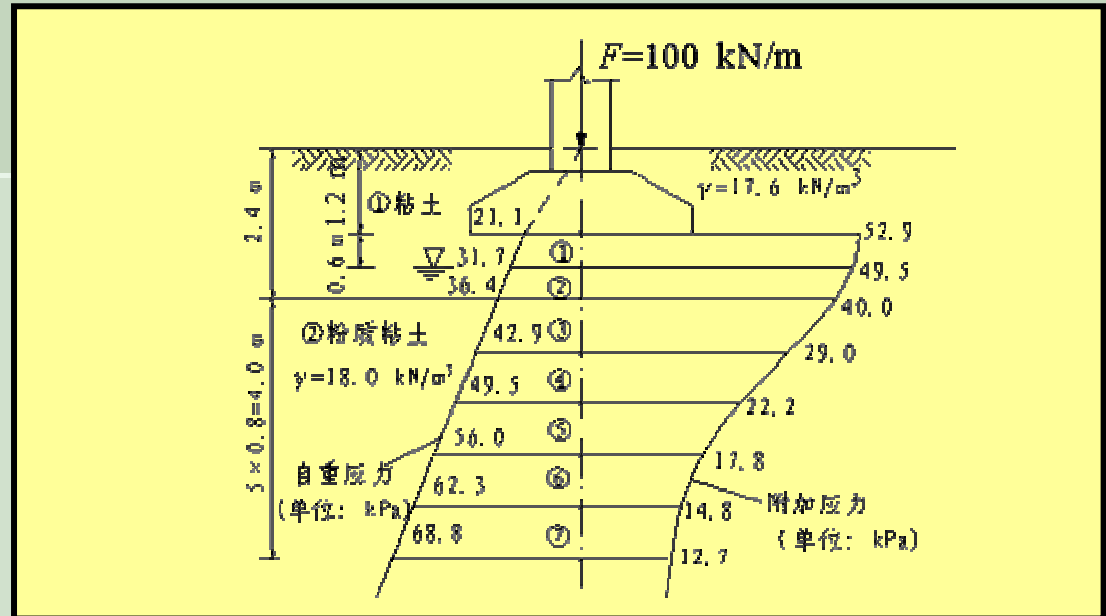 F=100 kN/m
γ=17.6 kN/m³
2.4 m
1.2 m
0.6 m
①粘土
21.1
52.9
31.7
①
49.5
36.4
②
40.0
②粉质粘土
42.9
③
29.0
γ=18.0 kN/m³
49.5
④
22.2
5×0.8=4.0 m
56.0
⑤
17.8
自重应力
(单位: kPa)
62.3
⑥
14.8
附加应力
(单位: kPa)
68.8
⑦
12.7